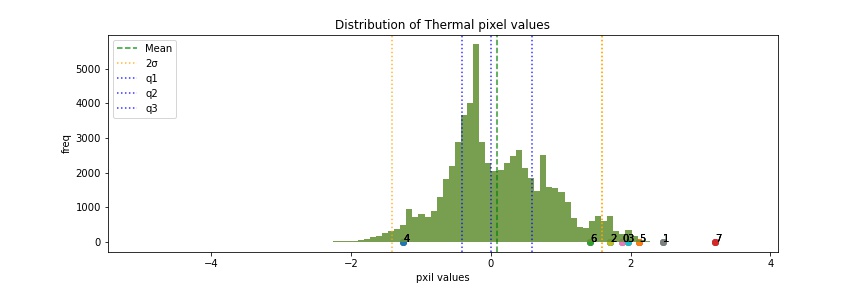 Distribution of Thermal pixel values
Mean
2σ
q1
q2
q3
freq
5000
4000
3000
2000
1000
0
4 6 2 0 3 5 1 7
−4 −2 0 2 4
pxil values